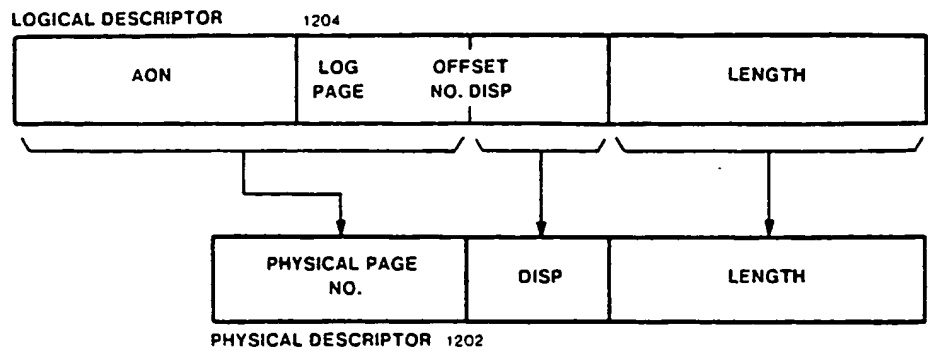 LOGICAL DESCRIPTOR 1204
AON
LOG OFFSET
PAGE NO. DISP
LENGTH
PHYSICAL PAGE
NO.
DISP
LENGTH
PHYSICAL DESCRIPTOR 1202